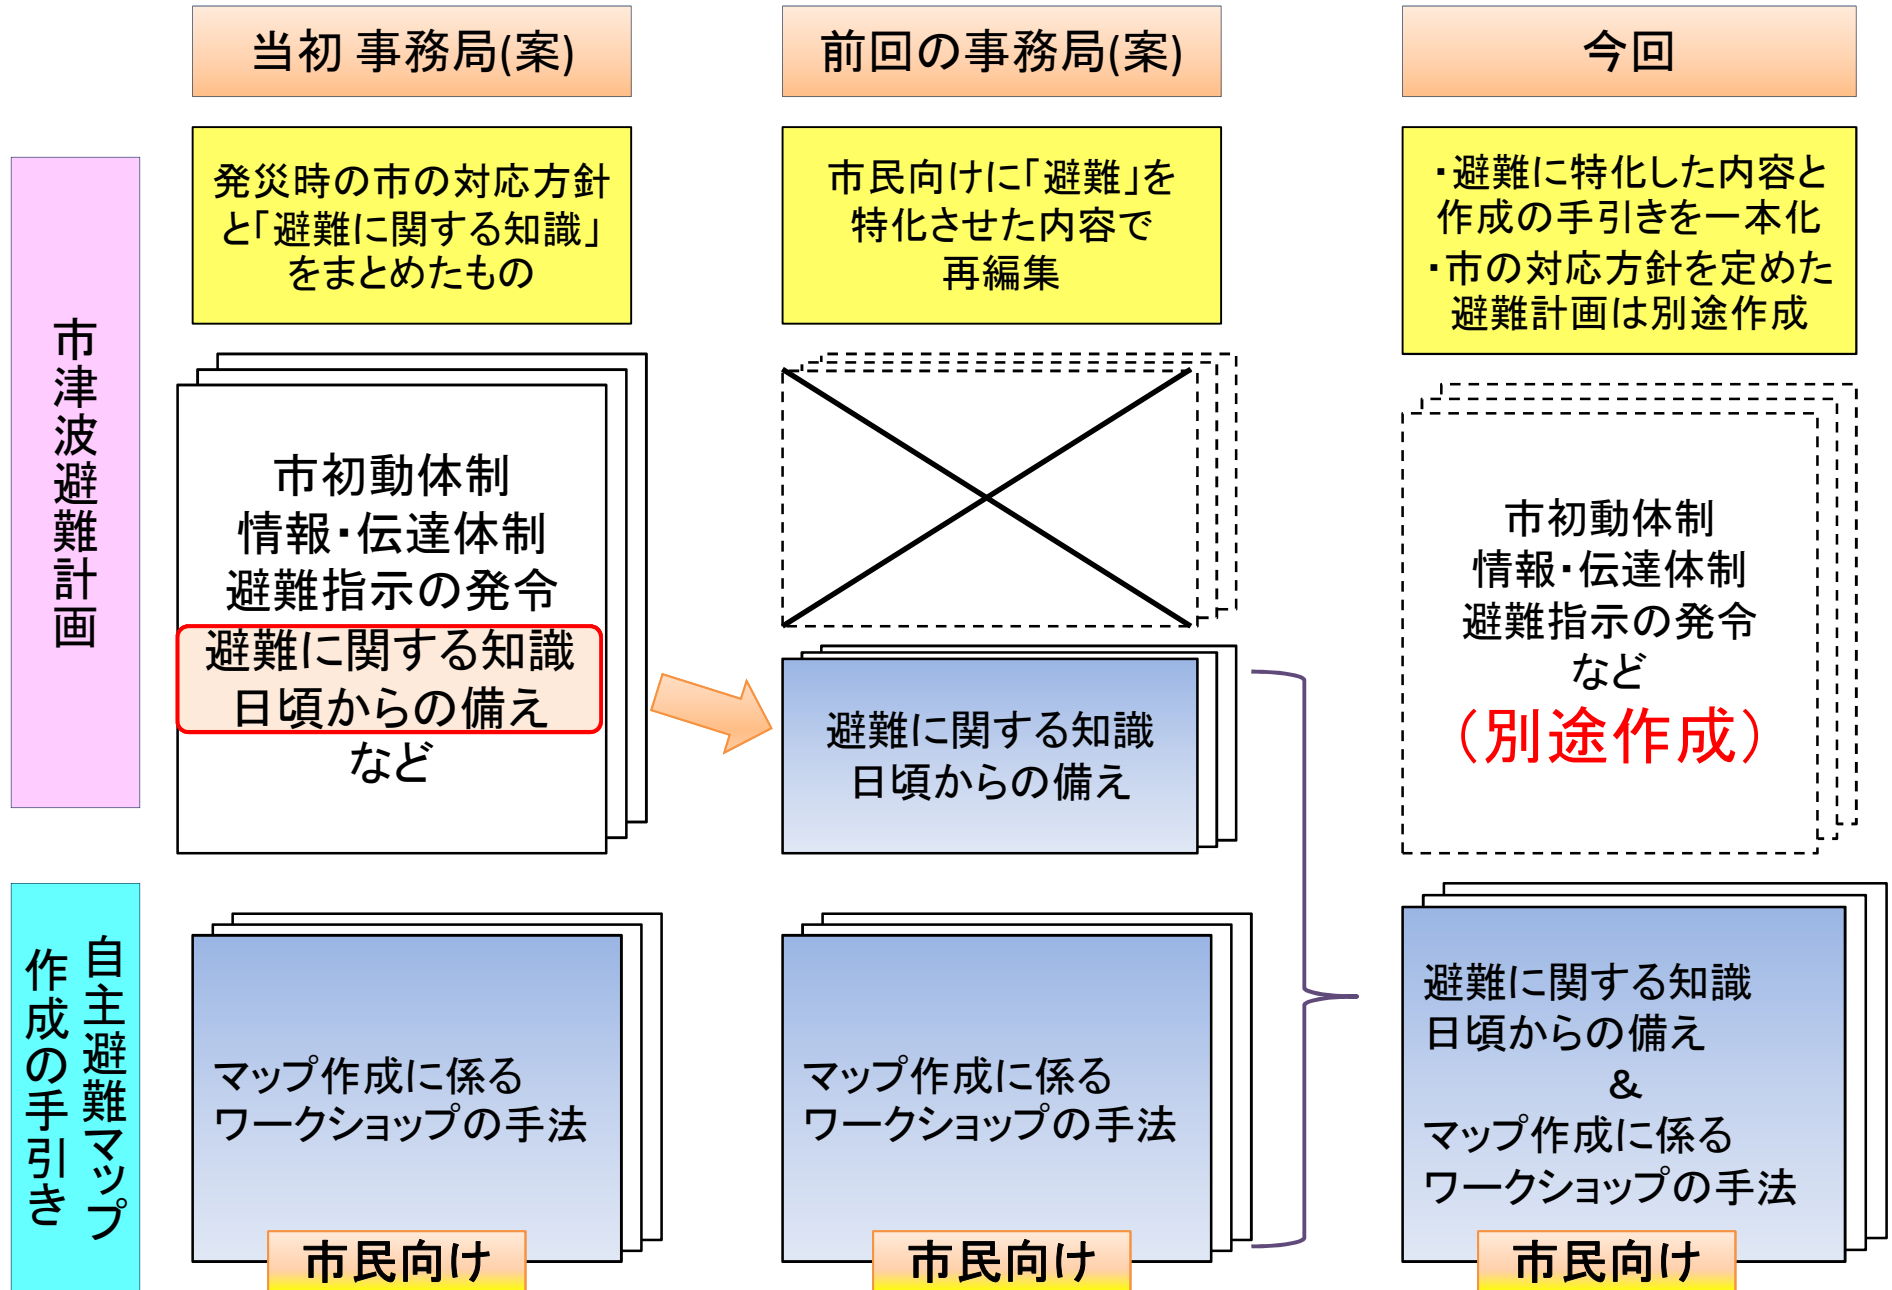 当初 事務局(案)
前回の事務局(案)
今回
市津波避難計画
発災時の市の対応方針
と「避難に関する知識」
をまとめたもの
市民向けに「避難」を
特化させた内容で
再編集
・避難に特化した内容と
作成の手引きを一本化
・市の対応方針を定めた
避難計画は別途作成
市初動体制
情報・伝達体制
避難指示の発令
避難に関する知識
日頃からの備え
など
避難に関する知識
日頃からの備え
市初動体制
情報・伝達体制
避難指示の発令
など
(別途作成)
自主避難マップ
作成の手引き
マップ作成に係る
ワークショップの手法
市民向け
マップ作成に係る
ワークショップの手法
市民向け
避難に関する知識
日頃からの備え
＆
マップ作成に係る
ワークショップの手法
市民向け